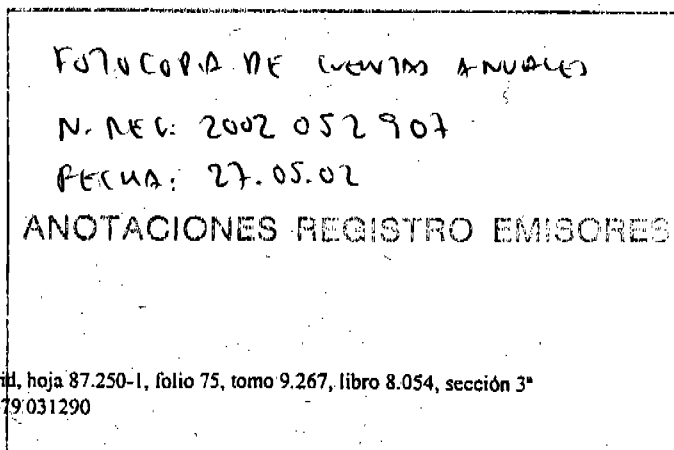 FOTOCOPIA DE CUENTAS ANUALES
N. REG: 2002 052907
FECHA: 27.05.02
ANOTACIONES REGISTRO EMISORES
id, hoja 87.250-1, folio 75, tomo 9.267, libro 8.054, sección 3ª
79 031290